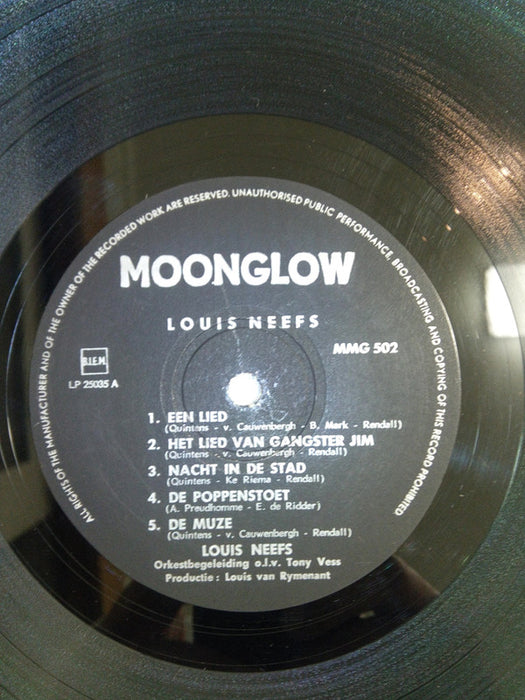 ALL RIGHTS OF THE MANUFACTURER AND OF THE OWNER OF THE RECORDED WORK ARE RESERVED. UNAUTHORISED PUBLIC PERFORMANCE, BROADCASTING AND COPYING OF THIS RECORD PROHIBITED
MOONGLOW
LOUIS NEEFS
MMG 502
B.I.E.M.
LP 25035 A
1. EEN LIED
(Quintens - v. Cauwenbergh - B. Mark - Rendall)
2. HET LIED VAN GANGSTER JIM
(Quintens - v. Cauwenburgh - Rendall)
3. NACHT IN DE STAD
(Quintens - Ke Riema - Rendall)
4. DE POPPENSTOET
(A. Preudhomme - E. de Ridder)
5. DE MUZE
(Quintens - v. Cauwenbergh - Rendall)
LOUIS NEEFS
Orkestbegeleiding o.l.v. Tony Vess
Productie : Louis van Rymenant